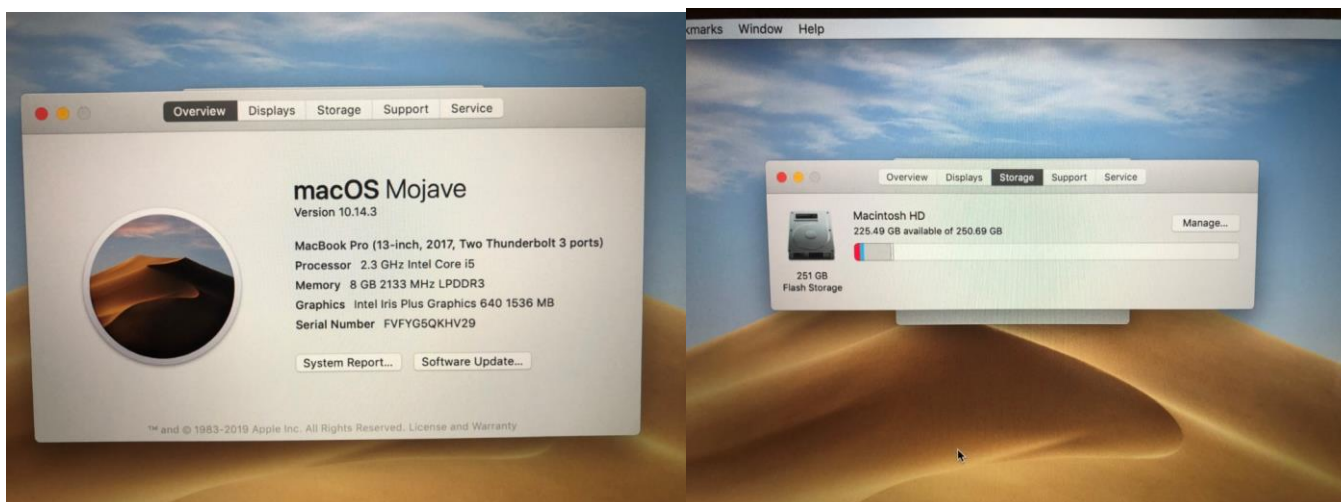 Overview Displays Storage Support Service
macOS Mojave
Version 10.14.3
MacBook Pro (13-inch, 2017, Two Thunderbolt 3 ports)
Processor 2.3 GHz Intel Core i5
Memory 8 GB 2133 MHz LPDDR3
Graphics Intel Iris Plus Graphics 640 1536 MB
Serial Number FVFYG5QKHV29
System Report... Software Update...
™ and © 1983-2019 Apple Inc. All Rights Reserved. License and Warranty
kmarks Window Help
Overview Displays Storage Support Service
Macintosh HD
225.49 GB available of 250.69 GB
Manage...
251 GB
Flash Storage